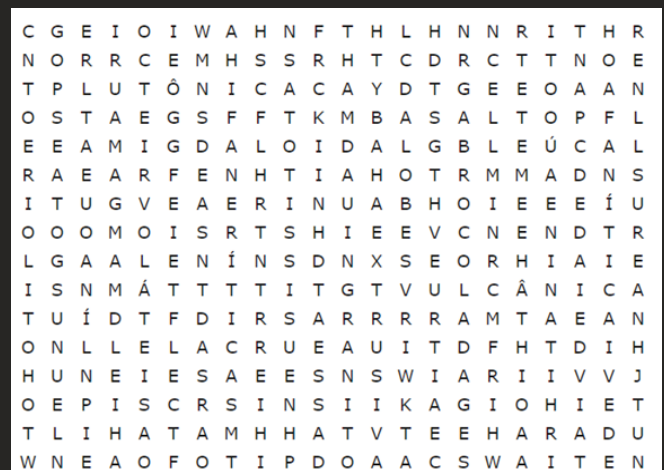 C G E I O I W A H N F T H L H N N R I T H R
N O R R C E M H S S R H T C D R C T T N O E
T P L U T Ô N I C A C A Y D T G E E O A A N
O S T A E G S F F T K M B A S A L T O P F L
E E A M I G D A L O I D A L G B L E Ú C A L
R A E A R F E N H T I A H O T R M M A D N S
I T U G V E A E R I N U A B H O I E E E Í U
O O O M O I S R T S H I E E V C N E N D T R
L G A A L E N Í N S D N X S E O R H I A I E
I S N M Á T T T T I T G T V U L C Â N I C A
T U Í D T F D I R S A R R R R A M T A E A N
O N L L E L A C R U E A U I T D F H T D I H
H U N E I E S A E E S N S W I A R I I V V J
O E P I S C R S I N S I I K A G I O H I E T
T L I H A T A M H H A T V T E E H A R A D U
W N E A O F O T I P D O A A C S W A I T E N